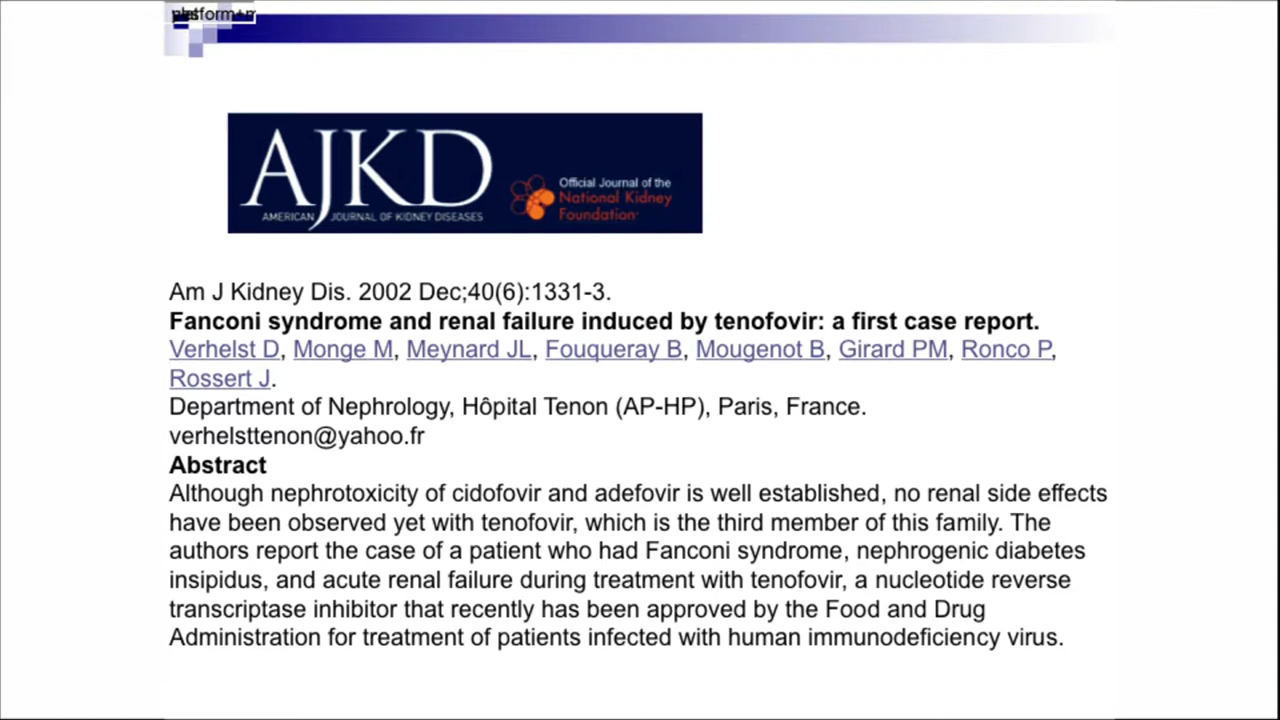 AJKD
AMERICAN JOURNAL OF KIDNEY DISEASES
Official Journal of the
National Kidney
Foundation
Am J Kidney Dis. 2002 Dec;40(6):1331-3.
Fanconi syndrome and renal failure induced by tenofovir: a first case report.
Verhelst D, Monge M, Meynard JL, Fouqueray B, Mougenot B, Girard PM, Ronco P,
Rossert J.
Department of Nephrology, Hôpital Tenon (AP-HP), Paris, France.
verhelsttenon@yahoo.fr
Abstract
Although nephrotoxicity of cidofovir and adefovir is well established, no renal side effects
have been observed yet with tenofovir, which is the third member of this family. The
authors report the case of a patient who had Fanconi syndrome, nephrogenic diabetes
insipidus, and acute renal failure during treatment with tenofovir, a nucleotide reverse
transcriptase inhibitor that recently has been approved by the Food and Drug
Administration for treatment of patients infected with human immunodeficiency virus.